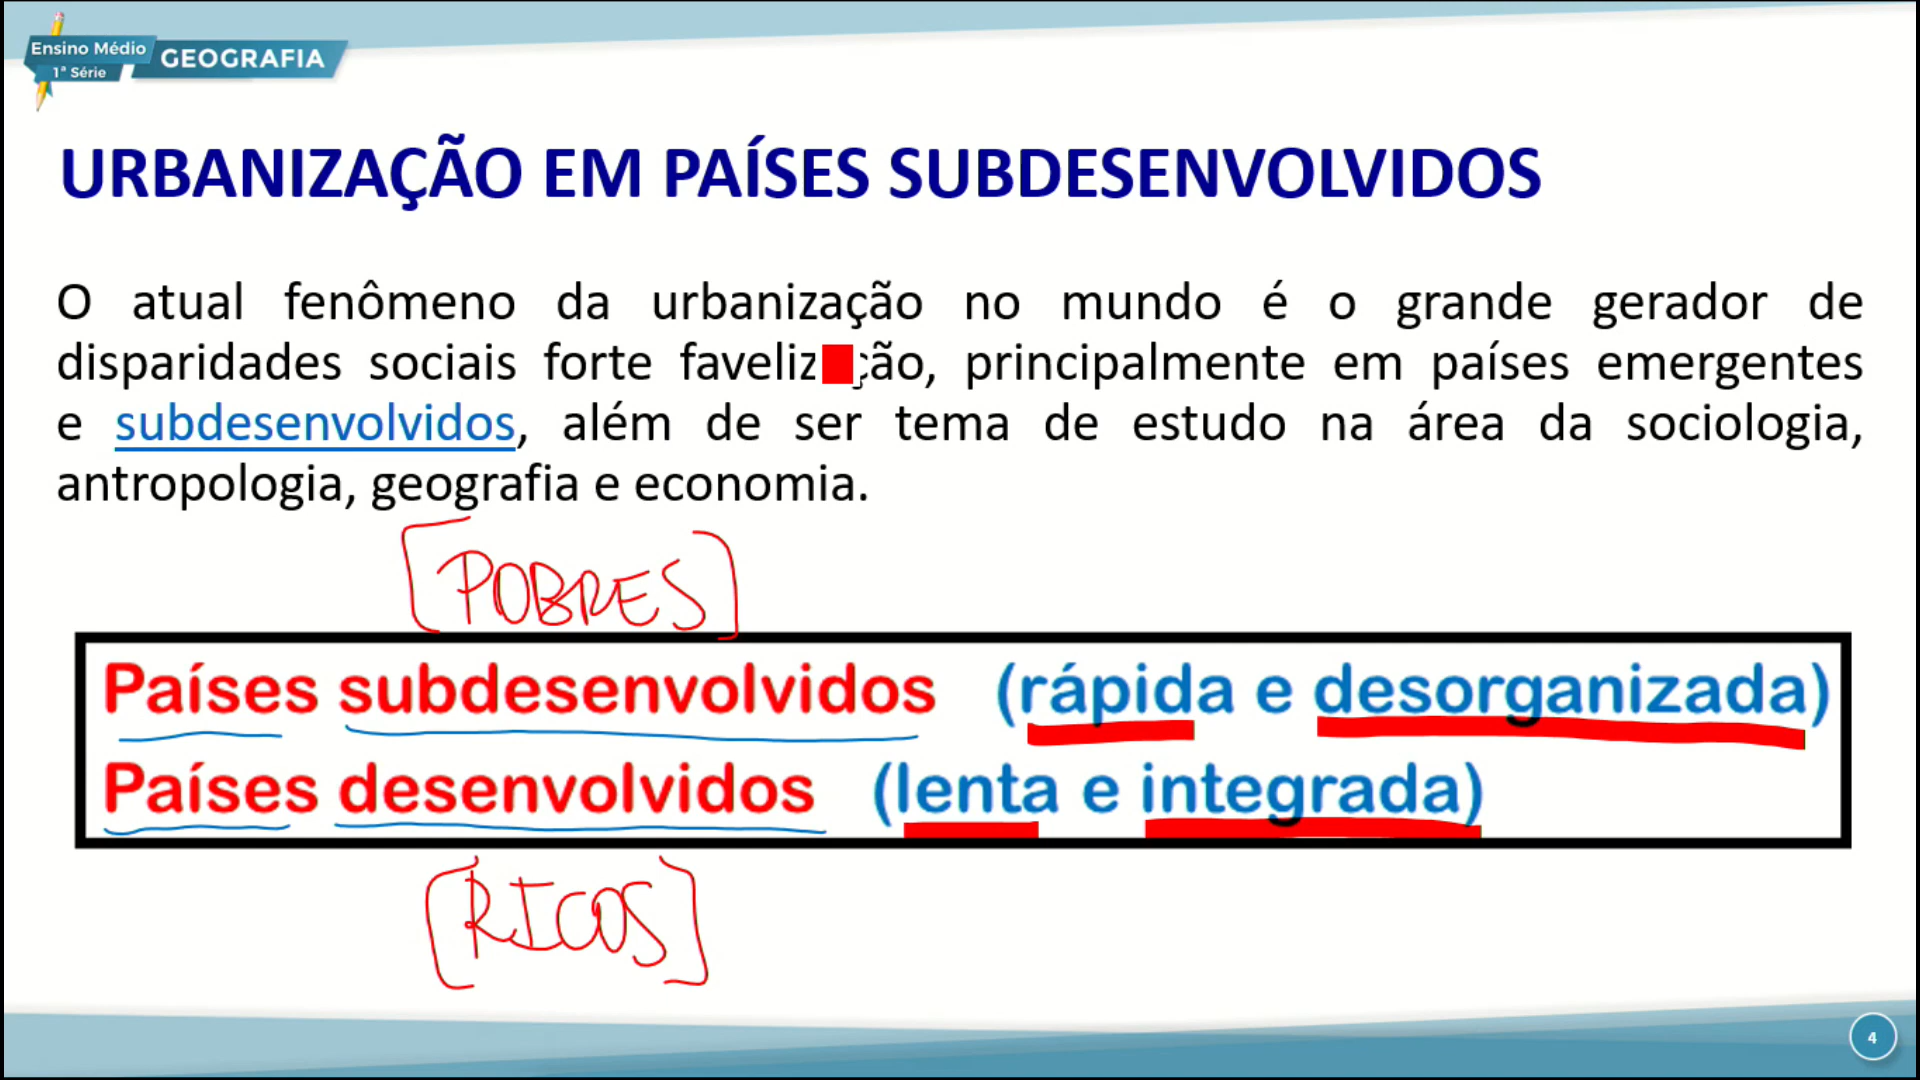 Ensino Médio
1ª Série
GEOGRAFIA
URBANIZAÇÃO EM PAÍSES SUBDESENVOLVIDOS
O atual fenômeno da urbanização no mundo é o grande gerador de
disparidades sociais forte favelização, principalmente em países emergentes
e subdesenvolvidos, além de ser tema de estudo na área da sociologia,
antropologia, geografia e economia.
[POBRES]
Países subdesenvolvidos (rápida e desorganizada)
Países desenvolvidos (lenta e integrada)
[RICOS]
4